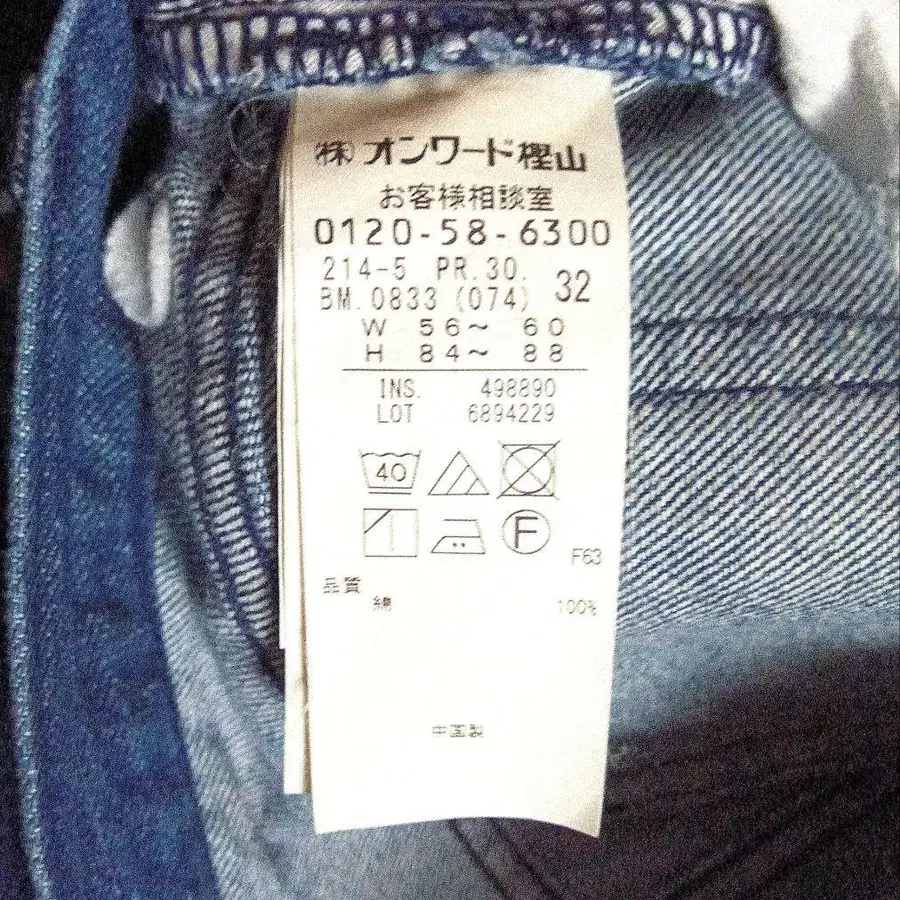 (株)オンワード樫山
お客様相談室
0120-58-6300
214-5 PR.30. 32
BM.0833 (074)
W 56～ 60
H 84～ 88
INS. 498890
LOT 6894229
40
F
F63
品質
綿 100%
中国製